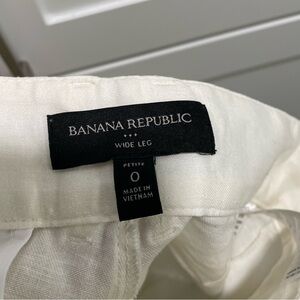 BANANA REPUBLIC
WIDE LEG
PETITE
0
MADE IN
VIETNAM